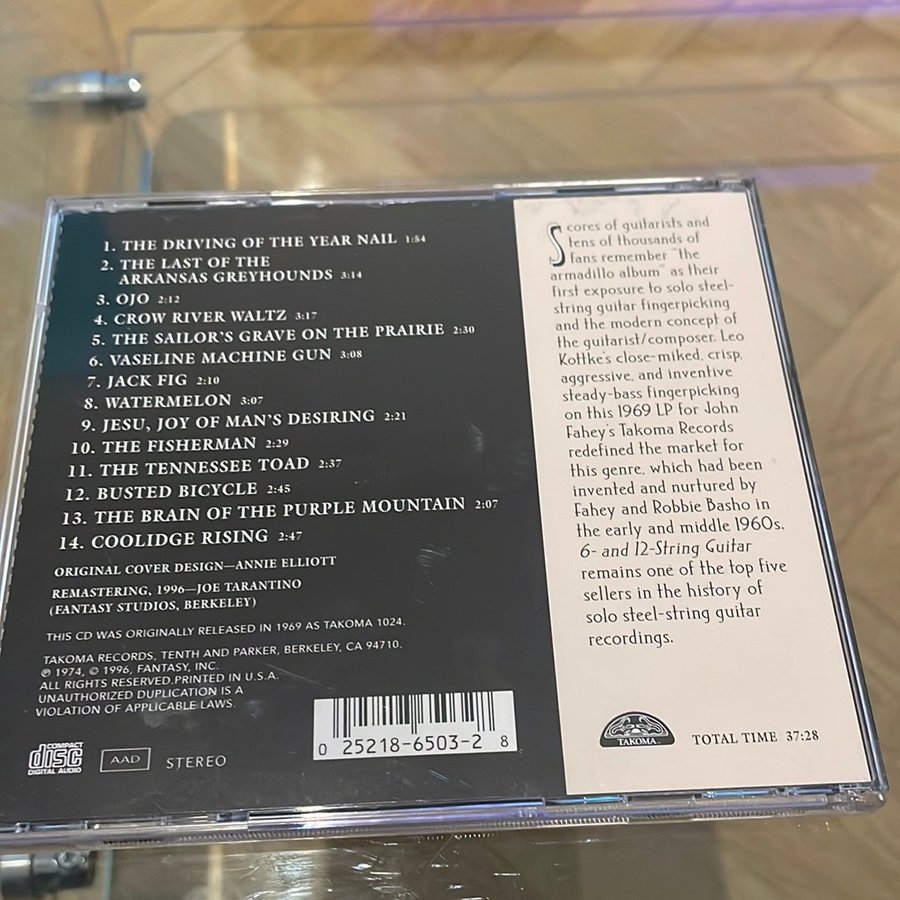 1. THE DRIVING OF THE YEAR NAIL 1:54
2. THE LAST OF THE
ARKANSAS GREYHOUNDS 3:14
3. OJO 2:12
4. CROW RIVER WALTZ 3:17
5. THE SAILOR'S GRAVE ON THE PRAIRIE 2:30
6. VASELINE MACHINE GUN 3:08
7. JACK FIG 2:10
8. WATERMELON 3:07
9. JESU, JOY OF MAN'S DESIRING 2:21
10. THE FISHERMAN 2:29
11. THE TENNESSEE TOAD 2:37
12. BUSTED BICYCLE 2:45
13. THE BRAIN OF THE PURPLE MOUNTAIN 2:07
14. COOLIDGE RISING 2:47
ORIGINAL COVER DESIGN—ANNIE ELLIOTT
REMASTERING, 1996—JOE TARANTINO
(FANTASY STUDIOS, BERKELEY)
THIS CD WAS ORIGINALLY RELEASED IN 1969 AS TAKOMA 1024.
TAKOMA RECORDS, TENTH AND PARKER, BERKELEY, CA 94710.
℗ 1974, © 1996, FANTASY, INC.
ALL RIGHTS RESERVED.PRINTED IN U.S.A.
UNAUTHORIZED DUPLICATION IS A
VIOLATION OF APPLICABLE LAWS.
COMPACT
disc
DIGITAL AUDIO
AAD
STEREO
0 25218-6503-2 8
Scores of guitarists and
tens of thousands of
fans remember "the
armadillo album" as their
first exposure to solo steel-
string guitar fingerpicking
and the modern concept of
the guitarist/composer. Leo
Kottke's close-miked, crisp,
aggressive, and inventive
steady-bass fingerpicking
on this 1969 LP for John
Fahey's Takoma Records
redefined the market for
this genre, which had been
invented and nurtured by
Fahey and Robbie Basho in
the early and middle 1960s.
6- and 12-String Guitar
remains one of the top five
sellers in the history of
solo steel-string guitar
recordings.
TAKOMA
TOTAL TIME 37:28